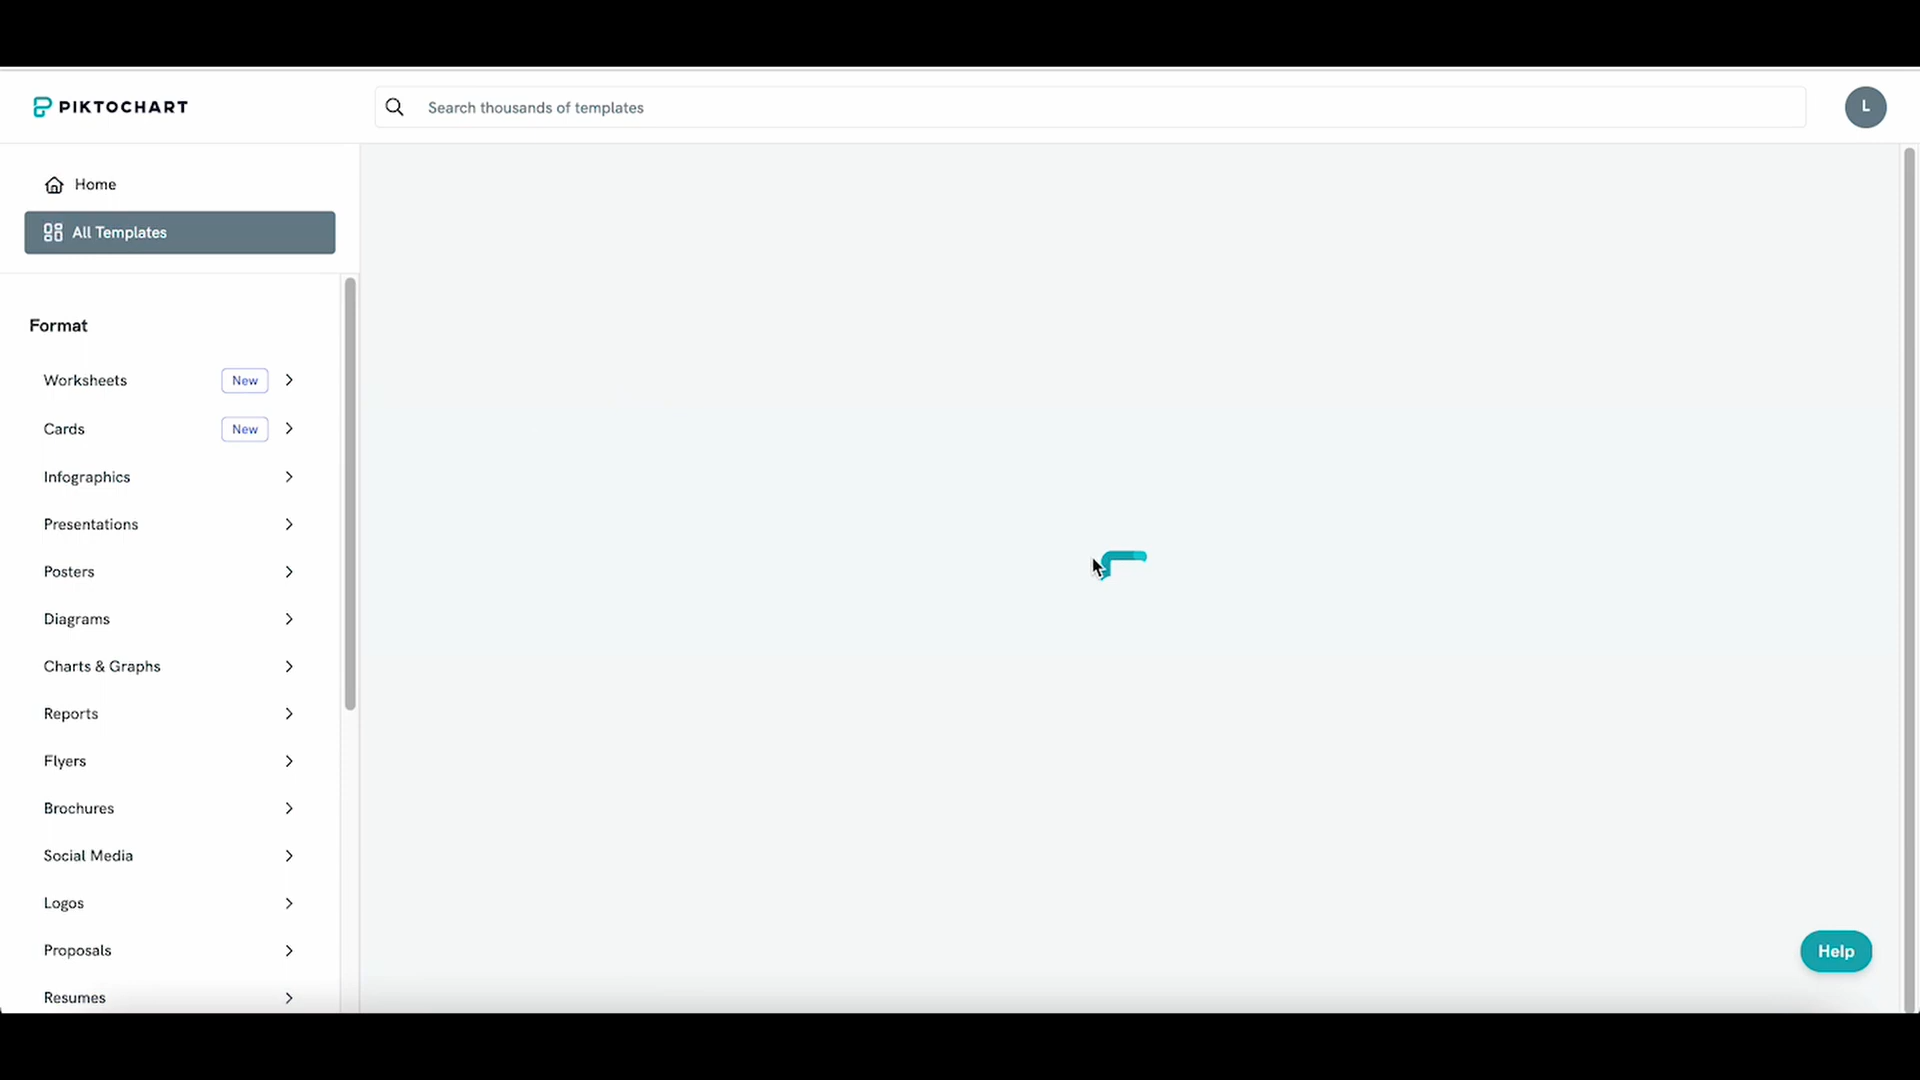 PIKTOCHART
Search thousands of templates
L
Home
All Templates
Format
Worksheets New
Cards New
Infographics
Presentations
Posters
Diagrams
Charts & Graphs
Reports
Flyers
Brochures
Social Media
Logos
Proposals
Resumes
Help